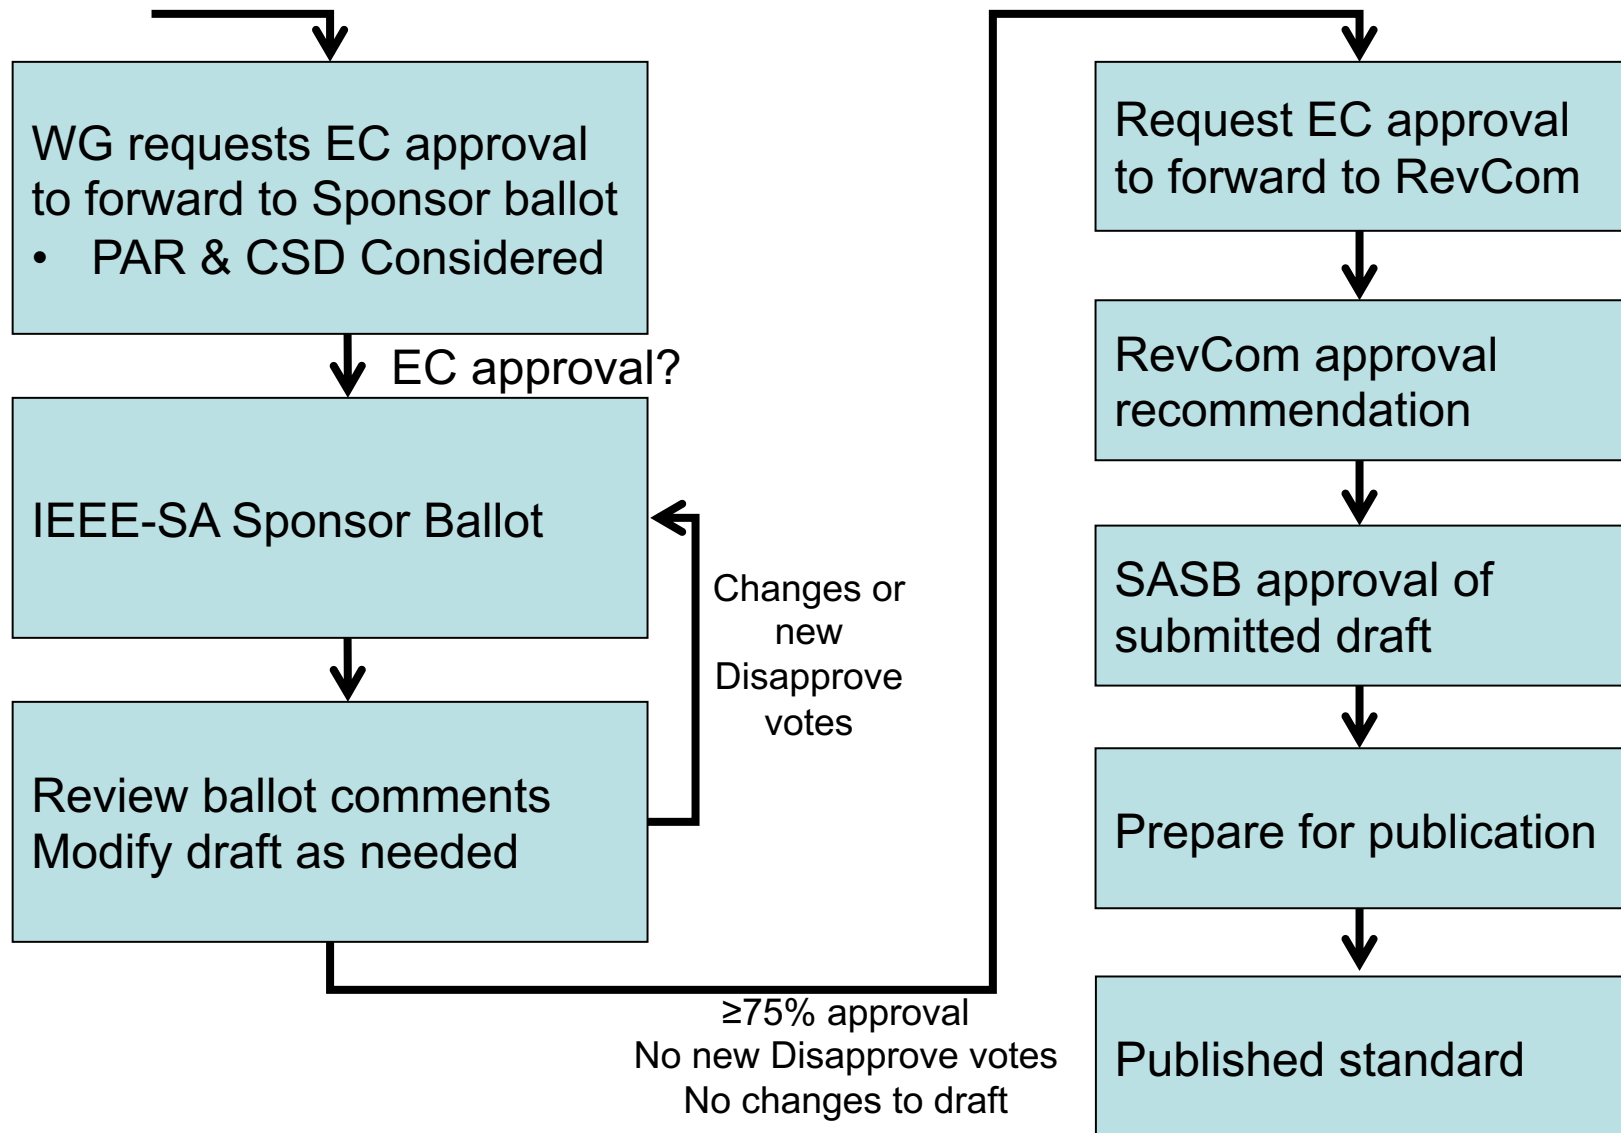 WG requests EC approval
to forward to Sponsor ballot
• PAR & CSD Considered
EC approval?
IEEE-SA Sponsor Ballot
Changes or
new
Disapprove
votes
Review ballot comments
Modify draft as needed
≥75% approval
No new Disapprove votes
No changes to draft
Request EC approval
to forward to RevCom
RevCom approval
recommendation
SASB approval of
submitted draft
Prepare for publication
Published standard